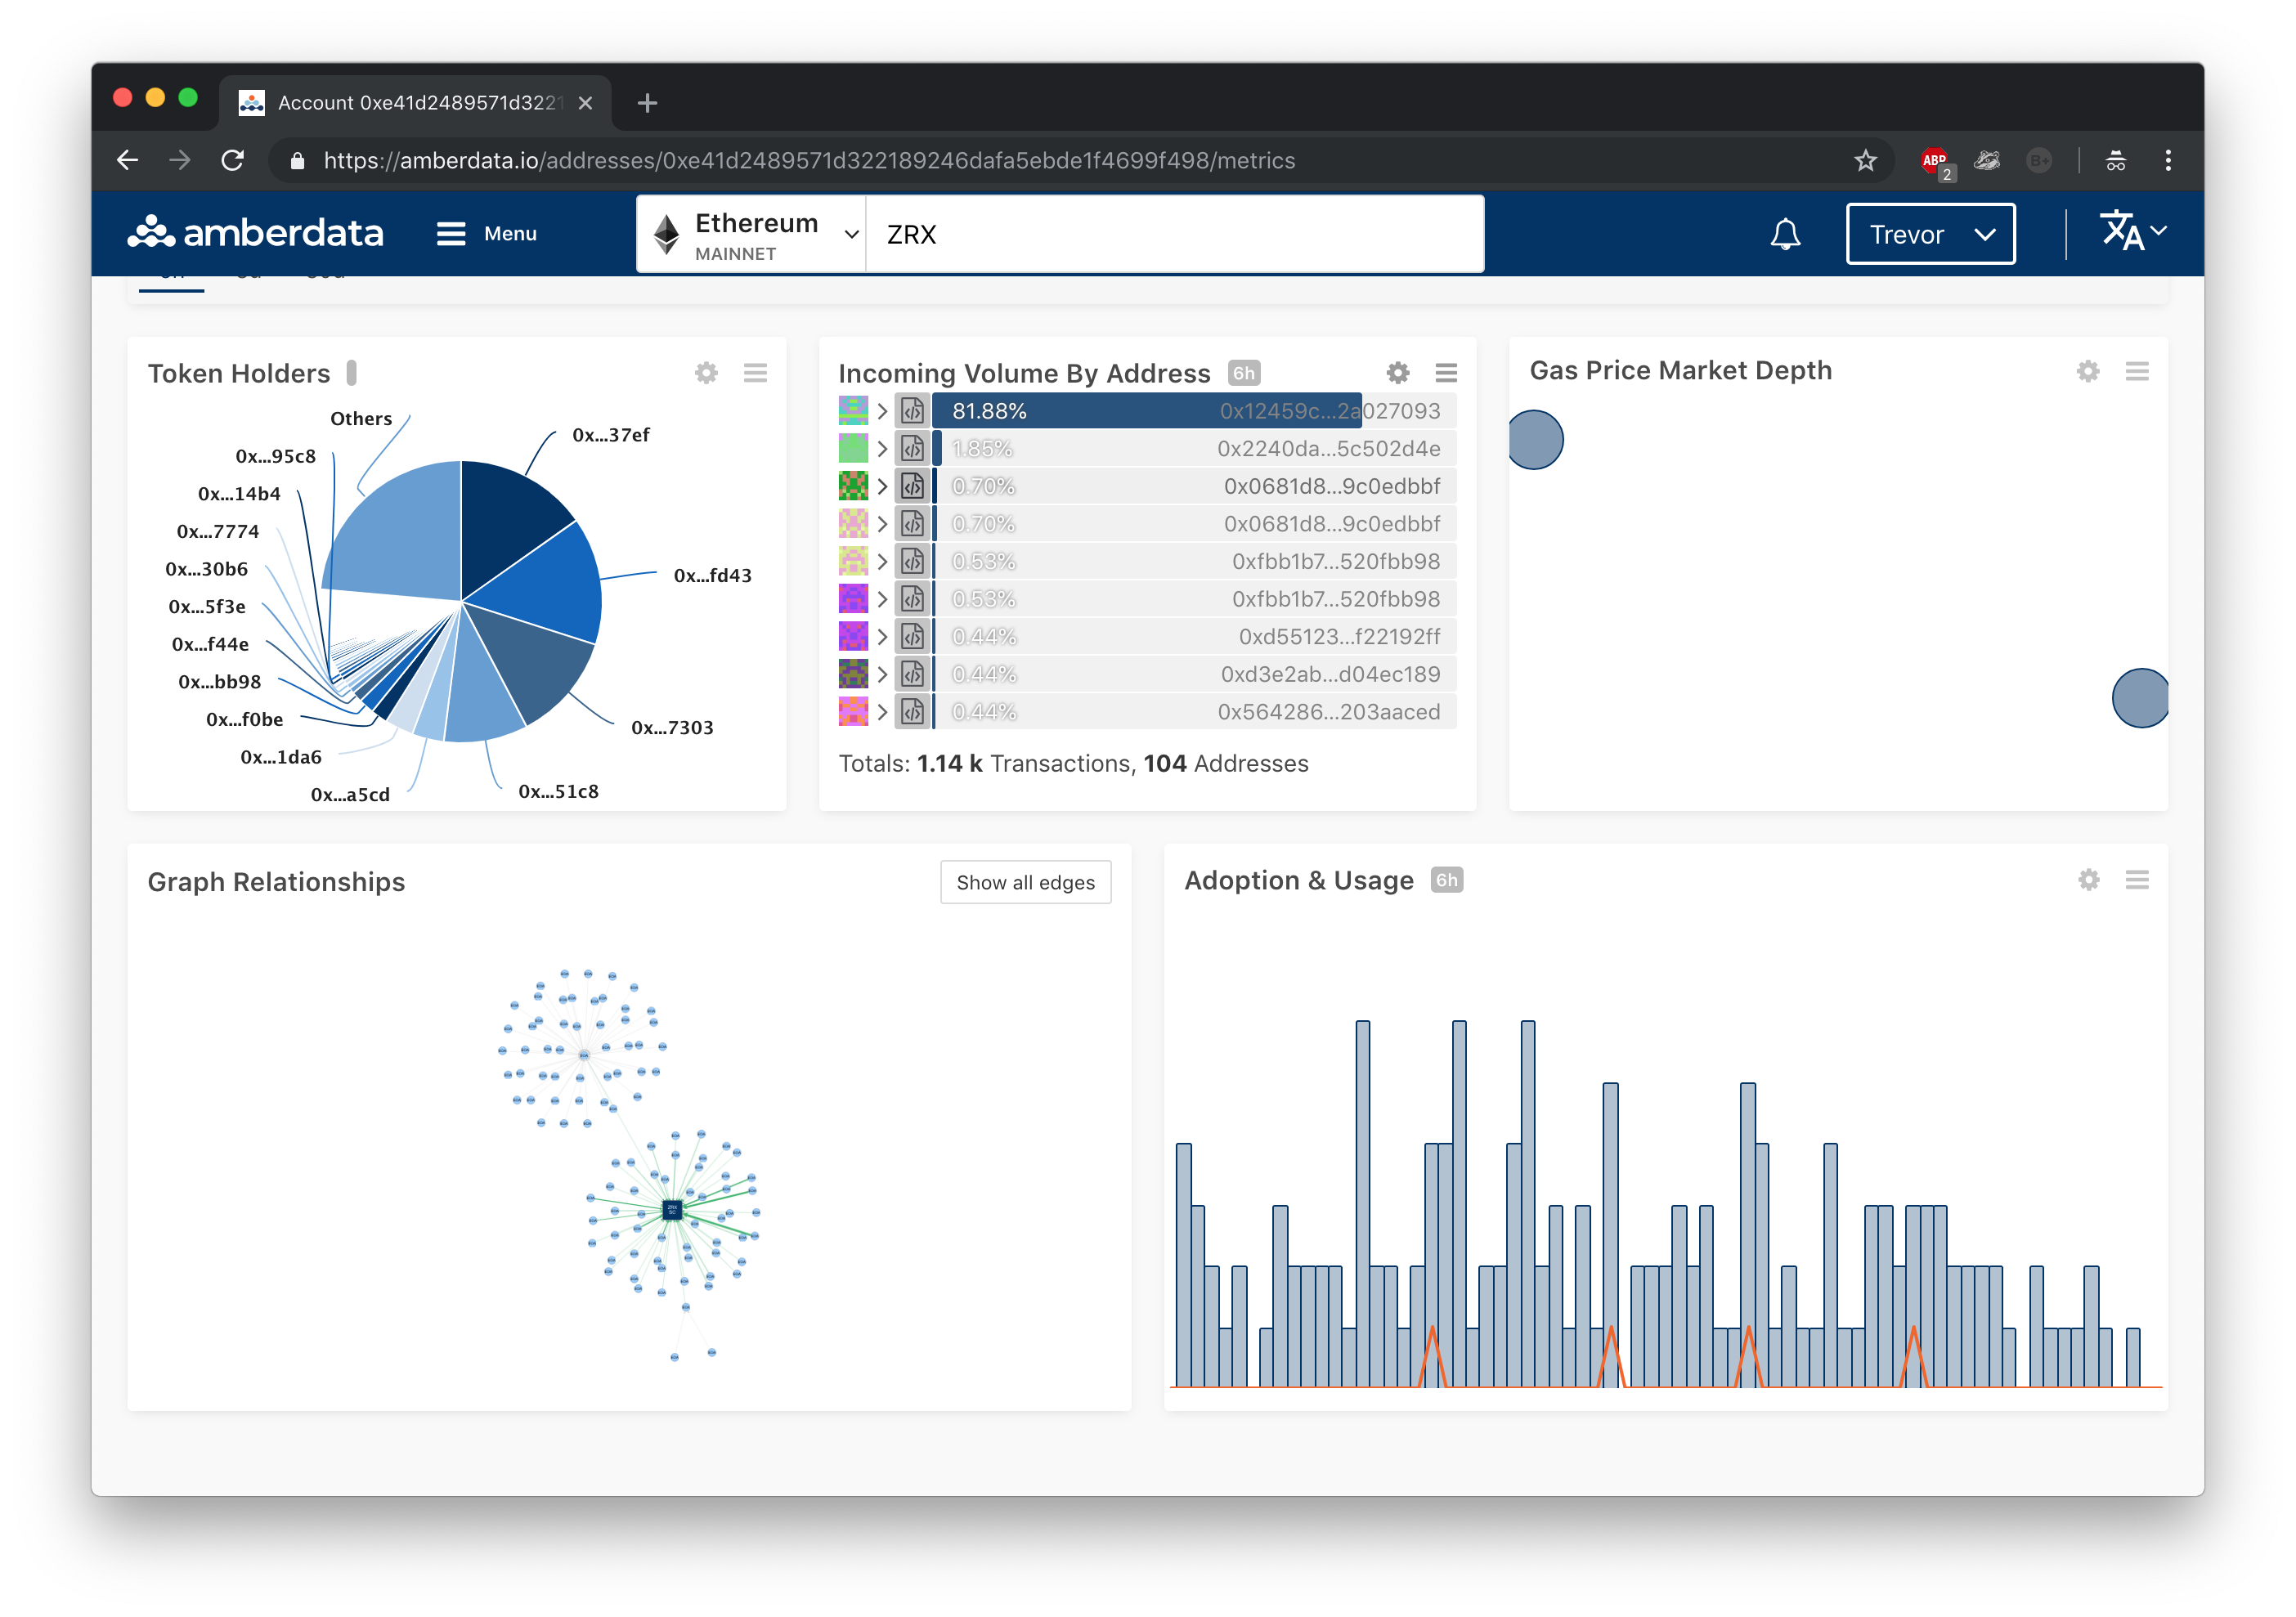 Account 0xe41d2489571d3221
https://amberdata.io/addresses/0xe41d2489571d322189246dafa5ebde1f4699f498/metrics
ABP
2
B+
amberdata
Menu
Ethereum
MAINNET
ZRX
Trevor
Token Holders
Others
0x...37ef
0x...95c8
0x...14b4
0x...7774
0x...30b6
0x...fd43
0x...5f3e
0x...f44e
0x...bb98
0x...f0be
0x...7303
0x...1da6
0x...a5cd
0x...51c8
Incoming Volume By Address 6h
81.88% 0x12459c...2a027093
1.85% 0x2240da...5c502d4e
0.70% 0x0681d8...9c0edbbf
0.70% 0x0681d8...9c0edbbf
0.53% 0xfbb1b7...520fbb98
0.53% 0xfbb1b7...520fbb98
0.44% 0xd55123...f22192ff
0.44% 0xd3e2ab...d04ec189
0.44% 0x564286...203aaced
Totals: 1.14 k Transactions, 104 Addresses
Gas Price Market Depth
Graph Relationships
Show all edges
ZRX
Adoption & Usage 6h